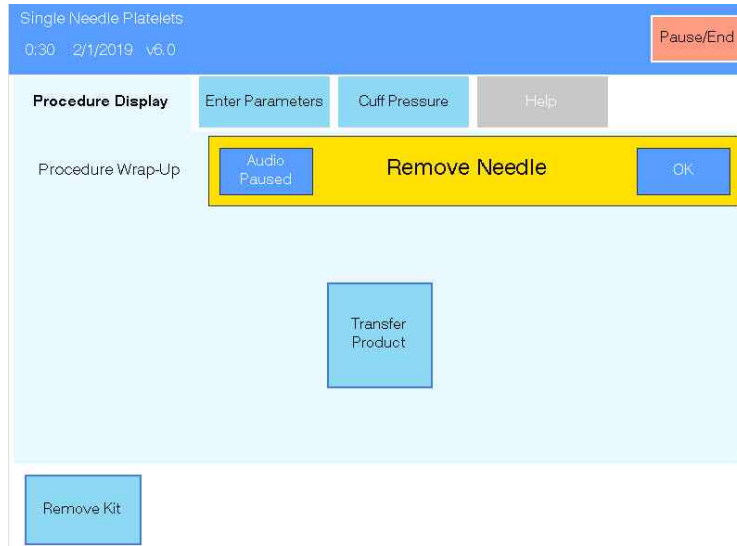 Single Needle Platelets
0:30 2/1/2019 v6.0
Pause/End
Procedure Display
Enter Parameters
Cuff Pressure
Help
Procedure Wrap-Up
Audio
Paused
Remove Needle
OK
Transfer
Product
Remove Kit